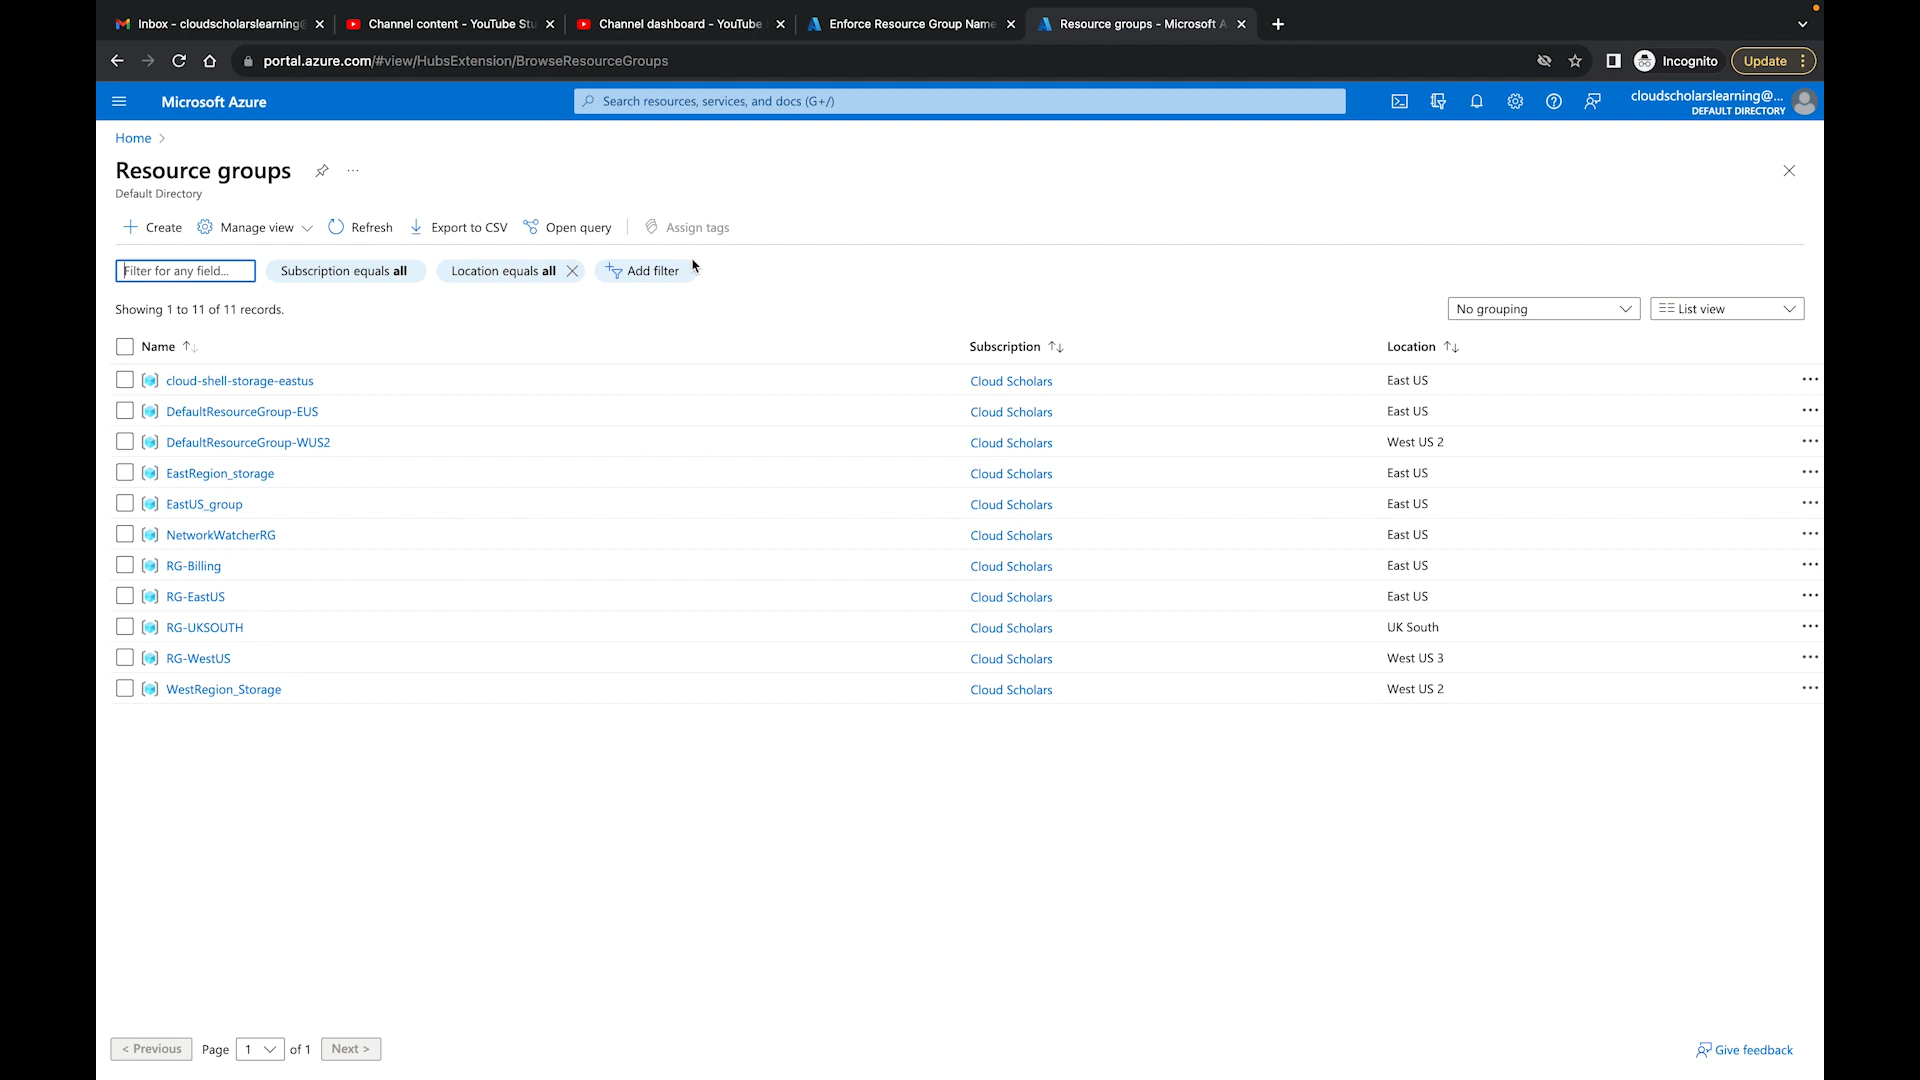 Inbox - cloudscholarslearning
Channel content - YouTube Stu
Channel dashboard - YouTube
Enforce Resource Group Name
Resource groups - Microsoft A
portal.azure.com/#view/HubsExtension/BrowseResourceGroups
Incognito
Update
Microsoft Azure
Search resources, services, and docs (G+/)
cloudscholarslearning@...
DEFAULT DIRECTORY
Home
Resource groups
Default Directory
Create
Manage view
Refresh
Export to CSV
Open query
Assign tags
Filter for any field...
Subscription equals all
Location equals all
Add filter
Showing 1 to 11 of 11 records.
No grouping
List view
Name Subscription Location
cloud-shell-storage-eastus Cloud Scholars East US
DefaultResourceGroup-EUS Cloud Scholars East US
DefaultResourceGroup-WUS2 Cloud Scholars West US 2
EastRegion_storage Cloud Scholars East US
EastUS_group Cloud Scholars East US
NetworkWatcherRG Cloud Scholars East US
RG-Billing Cloud Scholars East US
RG-EastUS Cloud Scholars East US
RG-UKSOUTH Cloud Scholars UK South
RG-WestUS Cloud Scholars West US 3
WestRegion_Storage Cloud Scholars West US 2
< Previous Page 1 of 1 Next >
Give feedback